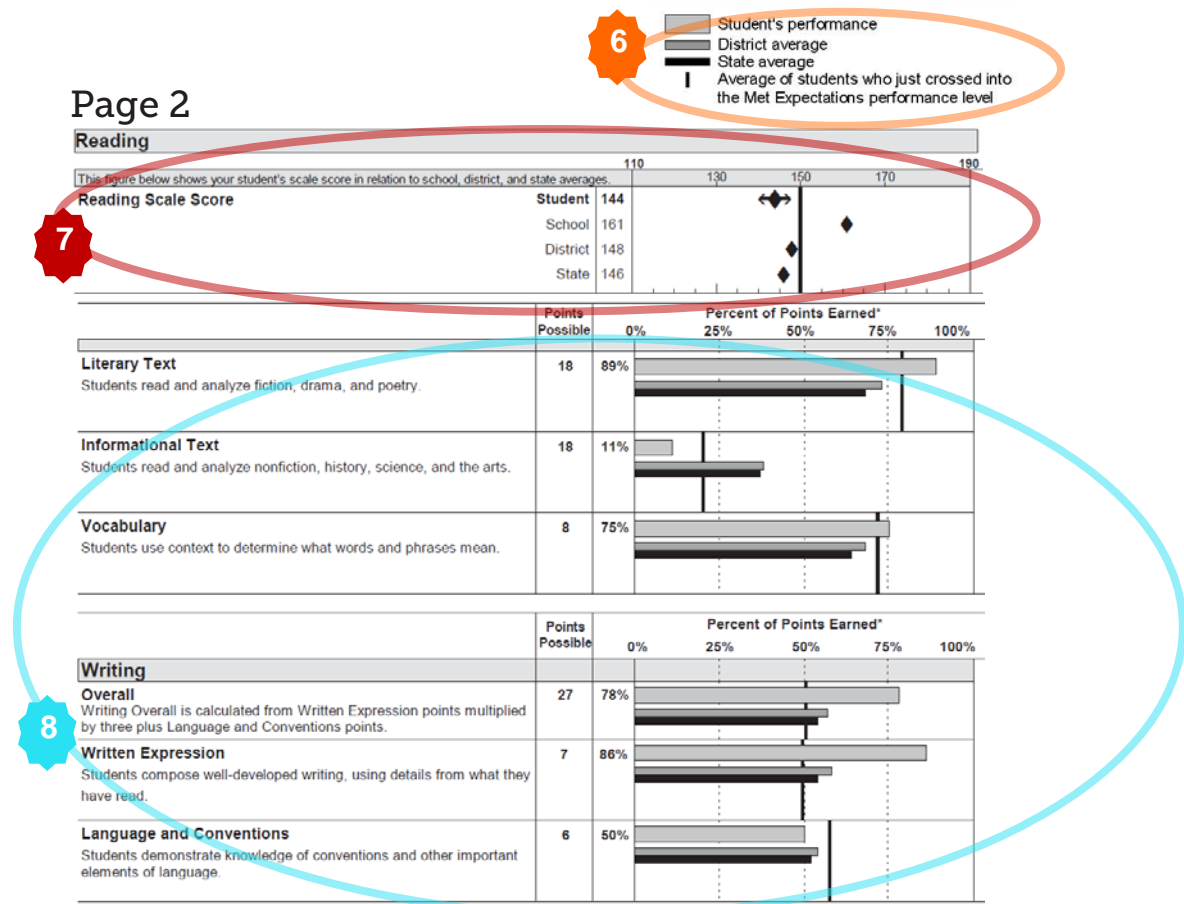 6
Student's performance
District average
State average
Average of students who just crossed into
the Met Expectations performance level
Page 2
Reading
110 190
This figure below shows your student's scale score in relation to school, district, and state averages. 130 150 170
Reading Scale Score Student 144
School 161
7
District 148
State 146
Points Percent of Points Earned*
Possible 0% 25% 50% 75% 100%
Literary Text 18 89%
Students read and analyze fiction, drama, and poetry.
Informational Text 18 11%
Students read and analyze nonfiction, history, science, and the arts.
Vocabulary 8 75%
Students use context to determine what words and phrases mean.
Points Percent of Points Earned*
Possible 0% 25% 50% 75% 100%
Writing
Overall 27 78%
Writing Overall is calculated from Written Expression points multiplied
by three plus Language and Conventions points.
8
Written Expression 7 86%
Students compose well-developed writing, using details from what they
have read.
Language and Conventions 6 50%
Students demonstrate knowledge of conventions and other important
elements of language.